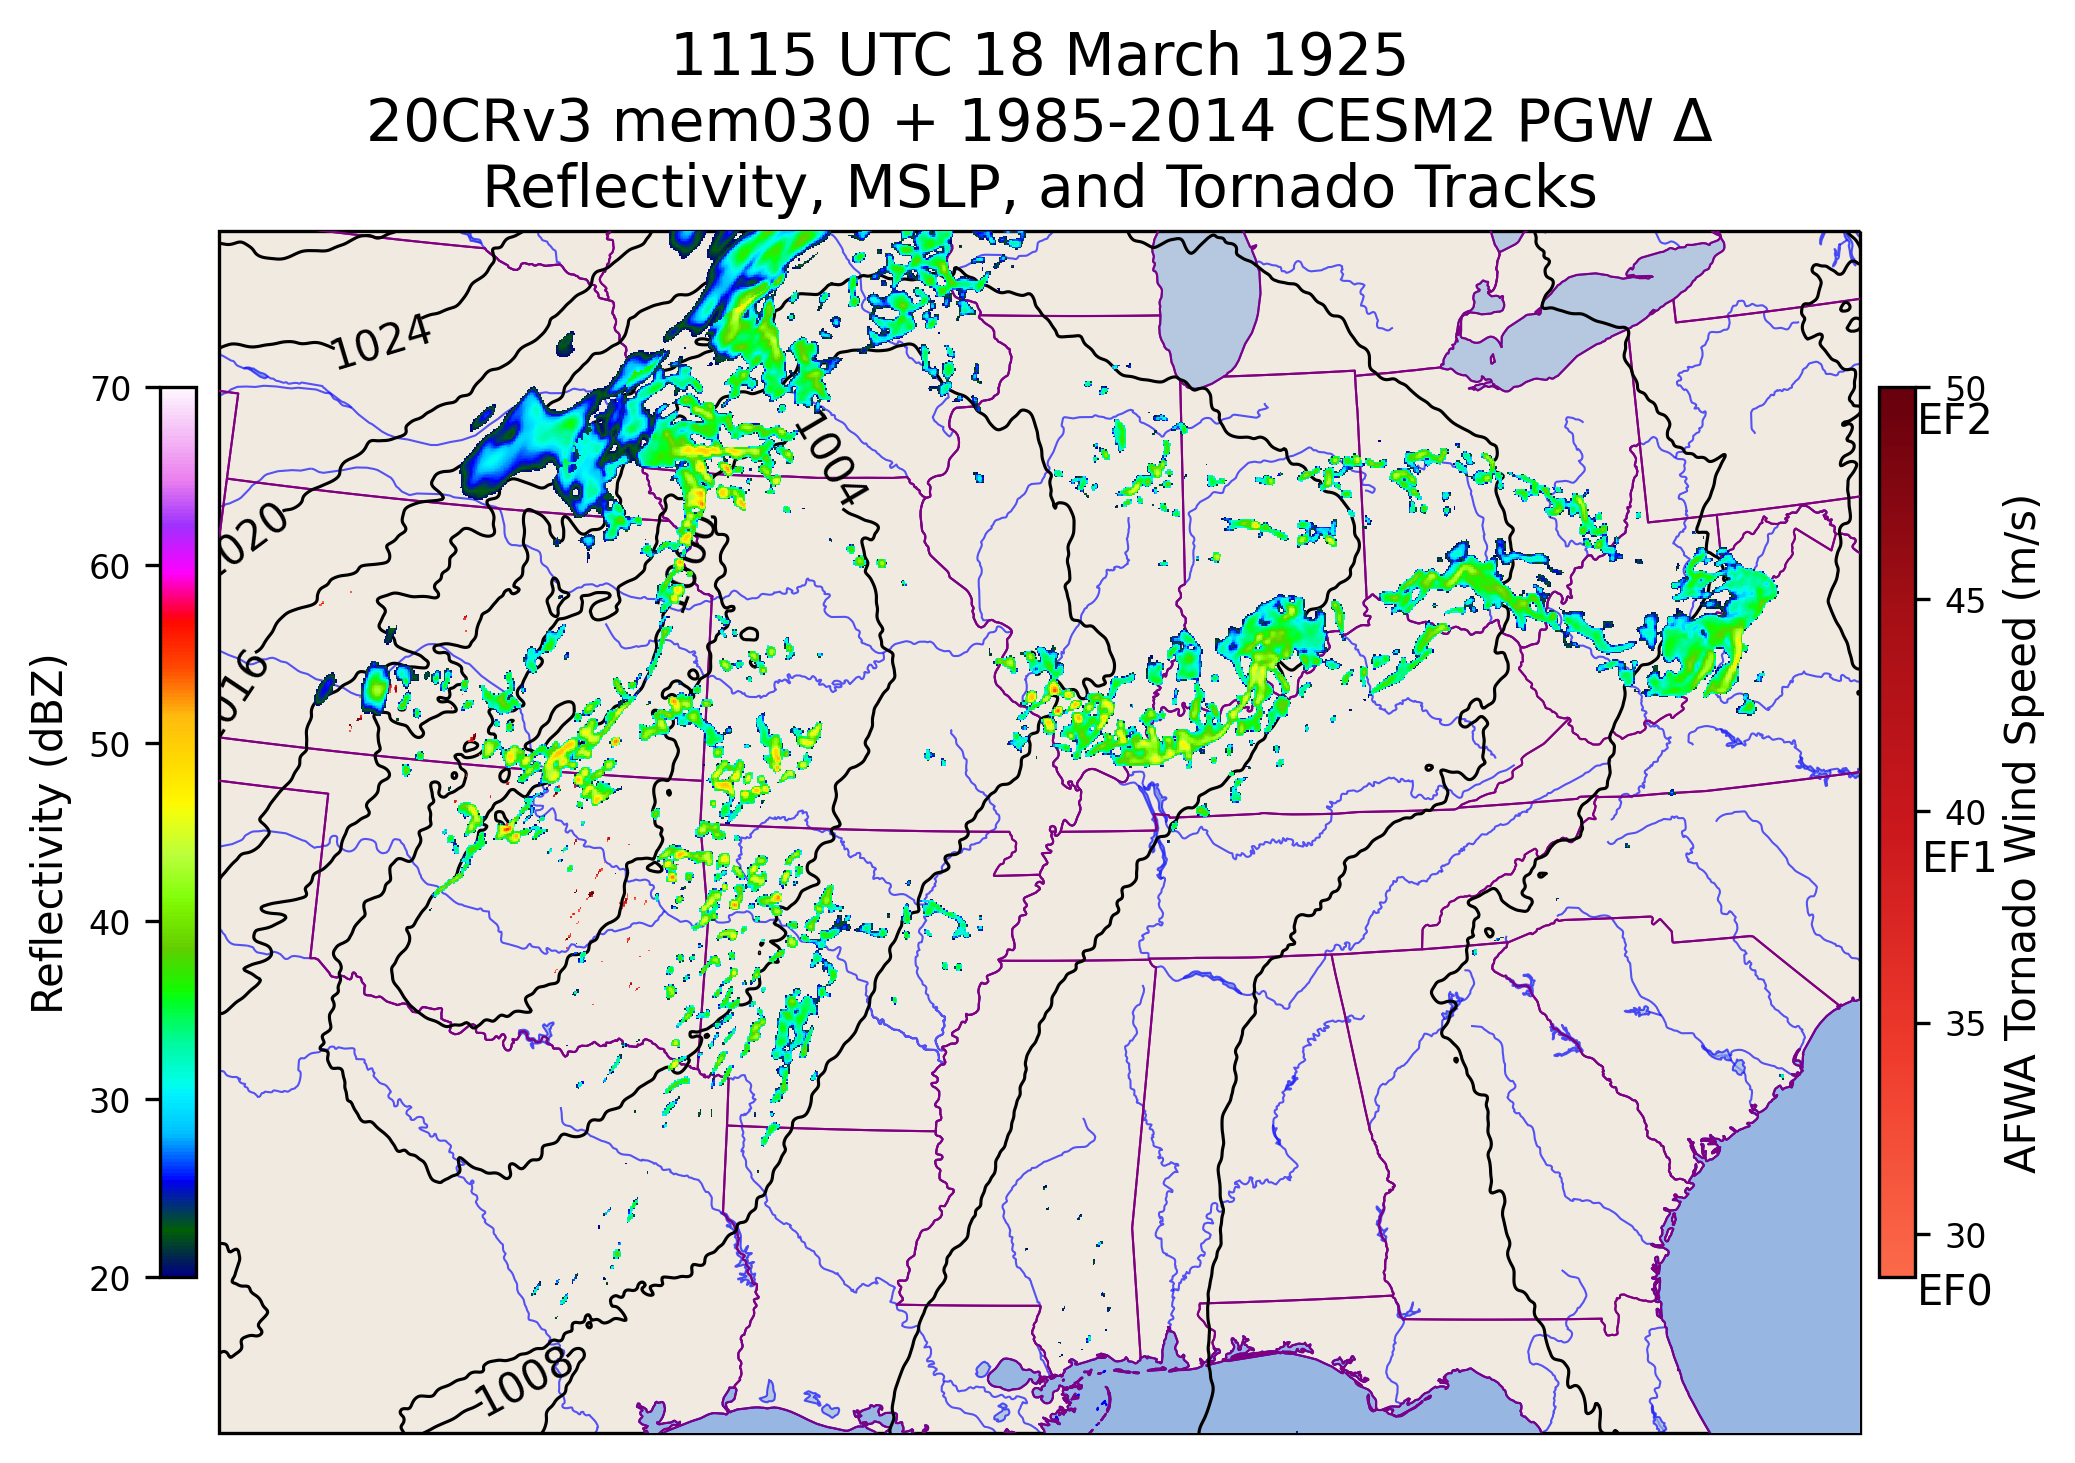 1115 UTC 18 March 1925
20CRv3 mem030 + 1985-2014 CESM2 PGW Δ
Reflectivity, MSLP, and Tornado Tracks
1024
1020
1016
1004
1000
1008
70
60
50
40
30
20
Reflectivity (dBZ)
50
EF2
45
40
EF1
35
30
EF0
AFWA Tornado Wind Speed (m/s)